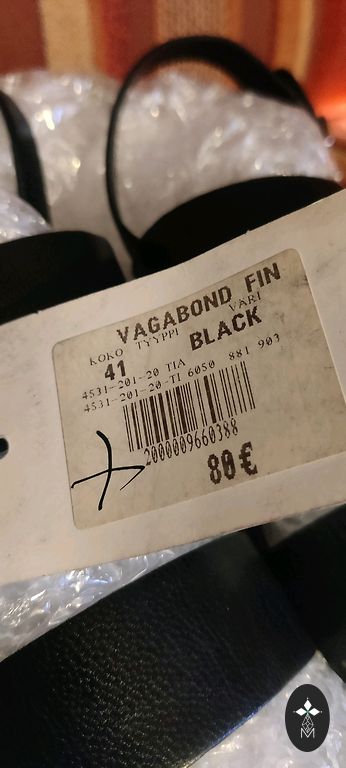 VAGABOND FIN
KOKO TYYPPI VÄRI
41 BLACK
4531-201-20 TIA
4531-201-20-TI 6050 881 903
2000009660388
80€
M